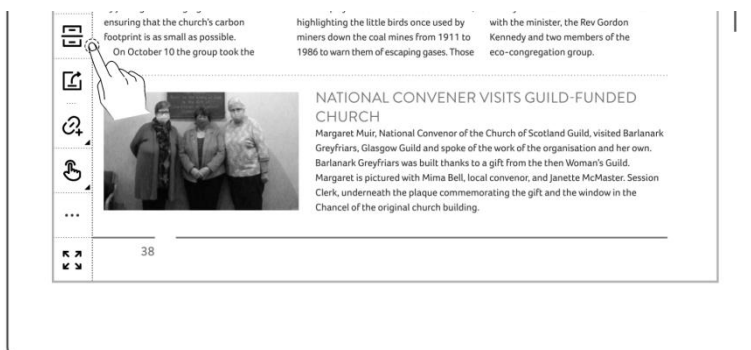 ensuring that the church's carbon
footprint is as small as possible.
On October 10 the group took the
highlighting the little birds once used by
miners down the coal mines from 1911 to
1986 to warn them of escaping gases. Those
with the minister, the Rev Gordon
Kennedy and two members of the
eco-congregation group.
NATIONAL CONVENER VISITS GUILD-FUNDED
CHURCH
Margaret Muir, National Convenor of the Church of Scotland Guild, visited Barlanark
Greyfriars, Glasgow Guild and spoke of the work of the organisation and her own.
Barlanark Greyfriars was built thanks to a gift from the then Woman's Guild.
Margaret is pictured with Mima Bell, local convenor, and Janette McMaster. Session
Clerk, underneath the plaque commemorating the gift and the window in the
Chancel of the original church building.
38